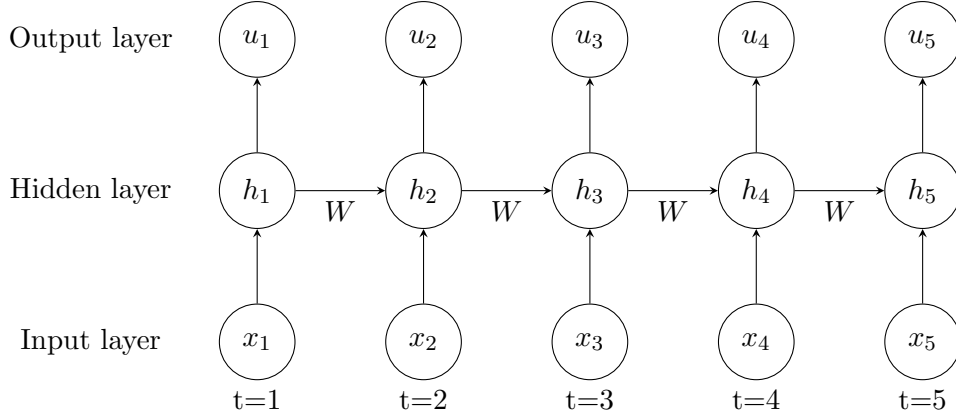 Output layer u₁ u₂ u₃ u₄ u₅
Hidden layer h₁ h₂ h₃ h₄ h₅
W W W W
Input layer x₁ x₂ x₃ x₄ x₅
t=1 t=2 t=3 t=4 t=5